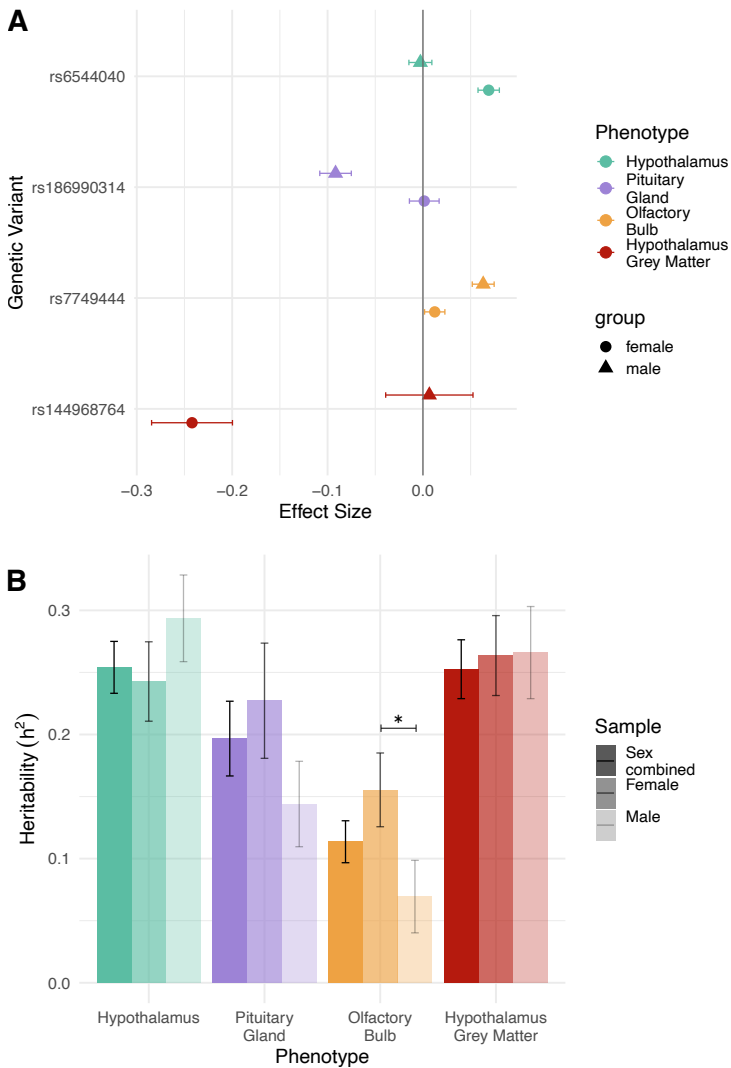 A
Genetic Variant
rs6544040
rs186990314
rs7749444
rs144968764
−0.3
−0.2
−0.1
0.0
Effect Size
Phenotype
Hypothalamus
Pituitary
Gland
Olfactory
Bulb
Hypothalamus
Grey Matter
group
female
male
B
Heritability (h²)
0.3
0.2
0.1
0.0
*
Hypothalamus
Pituitary
Gland
Olfactory
Bulb
Hypothalamus
Grey Matter
Phenotype
Sample
Sex
combined
Female
Male